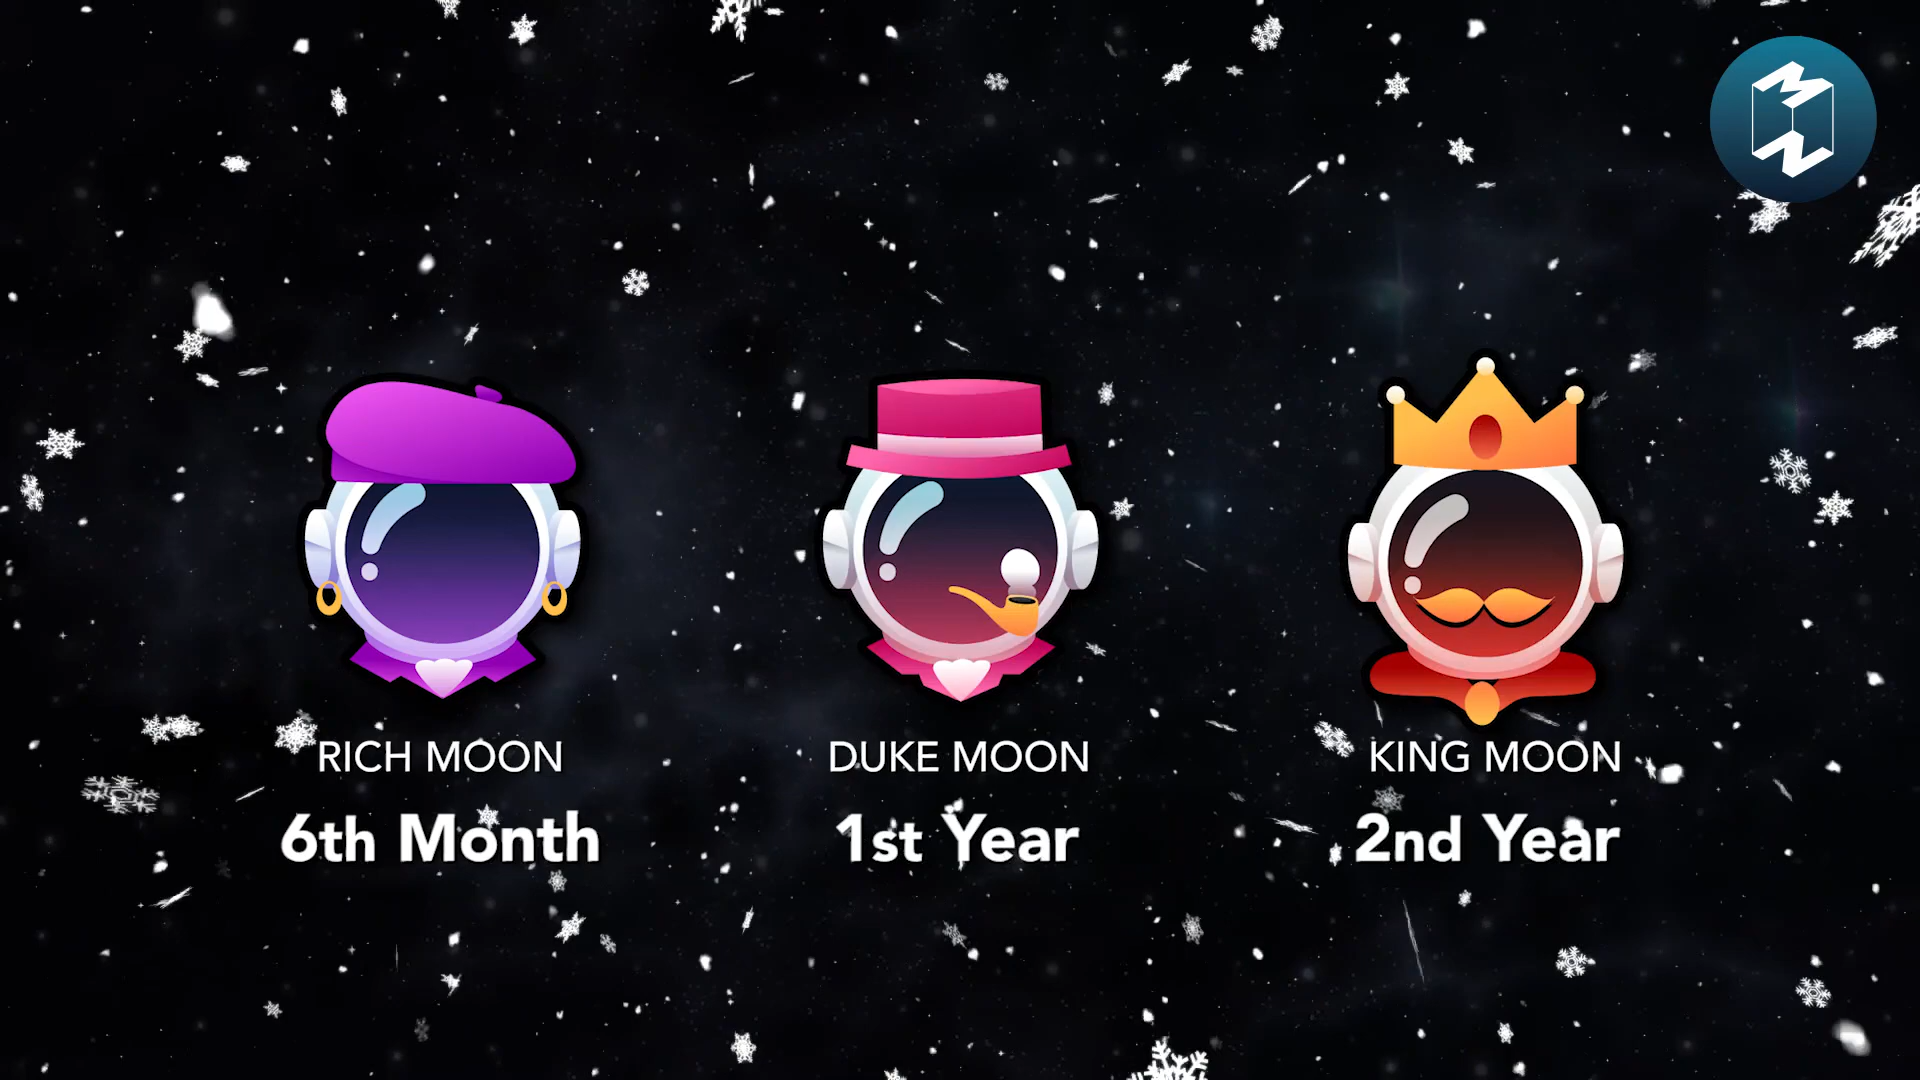 RICH MOON
6th Month
DUKE MOON
1st Year
KING MOON
2nd Year